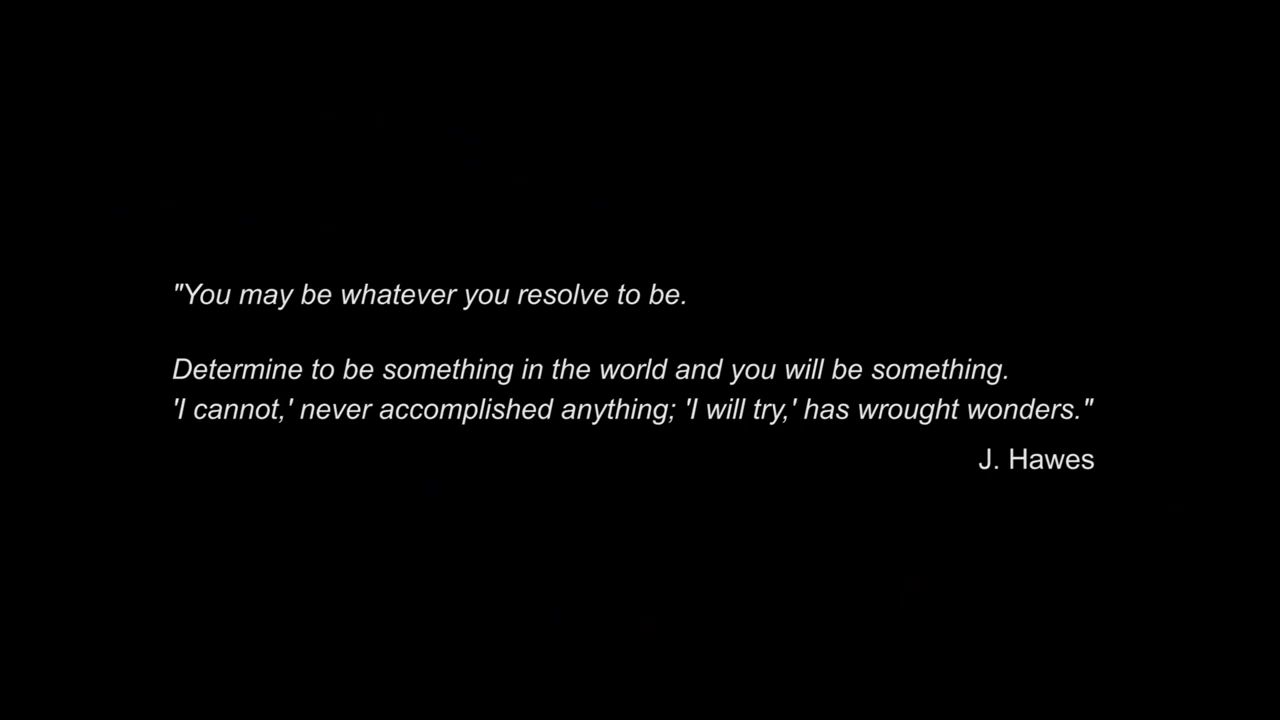 "You may be whatever you resolve to be.
Determine to be something in the world and you will be something.
'I cannot,' never accomplished anything; 'I will try,' has wrought wonders."
J. Hawes